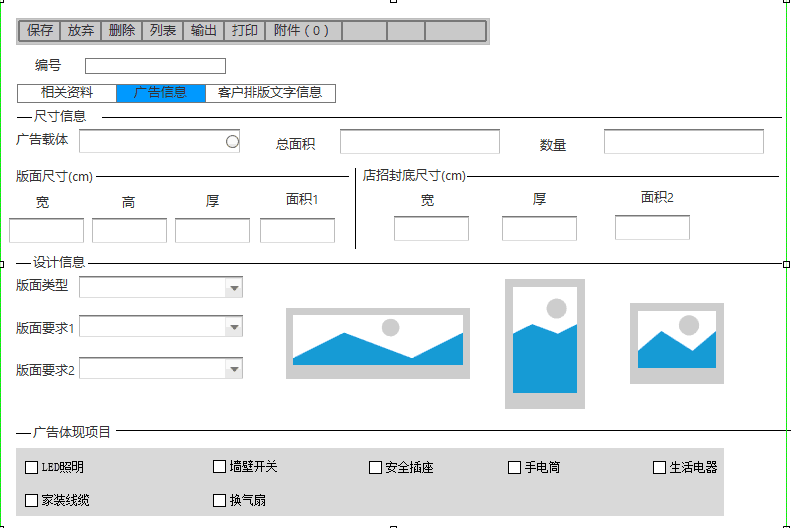 保存 放弃 删除 列表 输出 打印 附件（0）
编号
相关资料 广告信息 客户排版文字信息
尺寸信息
广告载体 总面积 数量
版面尺寸(cm) 店招封底尺寸(cm)
宽 高 厚 面积1 宽 厚 面积2
设计信息
版面类型
版面要求1
版面要求2
广告体现项目
LED照明 墙壁开关 安全插座 手电筒 生活电器
家装线缆 换气扇